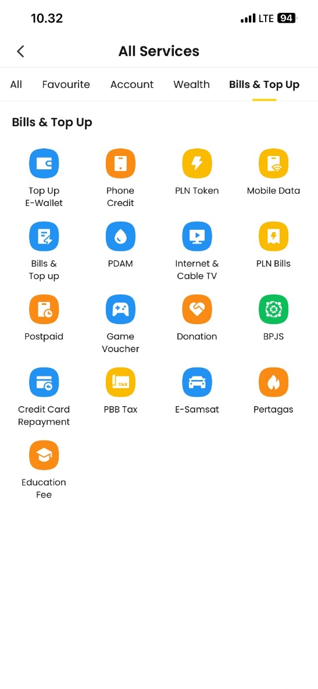 10.32
LTE 94
All Services
All Favourite Account Wealth Bills & Top Up
Bills & Top Up
Top Up
E-Wallet
Phone
Credit
PLN Token
Mobile Data
Bills &
Top up
PDAM
Internet &
Cable TV
PLN Bills
Postpaid
Game
Voucher
Donation
BPJS
Credit Card
Repayment
PBB Tax
TAX
E-Samsat
Pertagas
Education
Fee